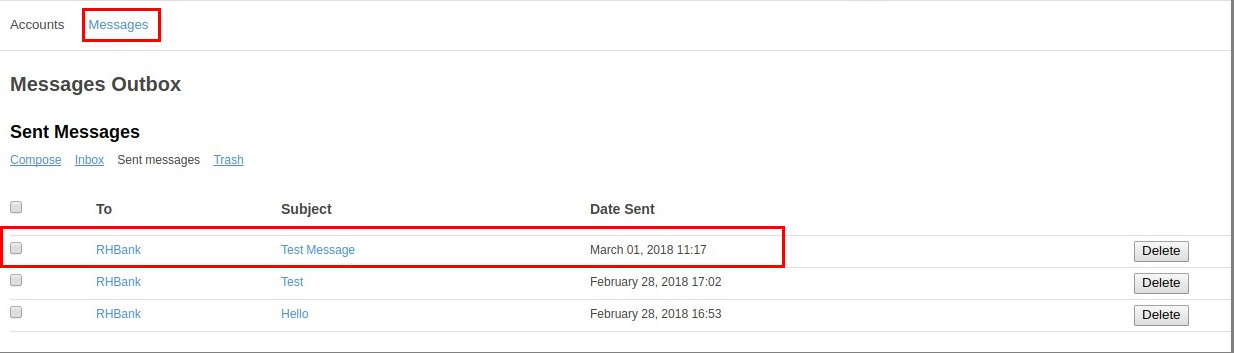 Accounts Messages
Messages Outbox
Sent Messages
Compose Inbox Sent messages Trash
To Subject Date Sent
RHBank Test Message March 01, 2018 11:17 Delete
RHBank Test February 28, 2018 17:02 Delete
RHBank Hello February 28, 2018 16:53 Delete